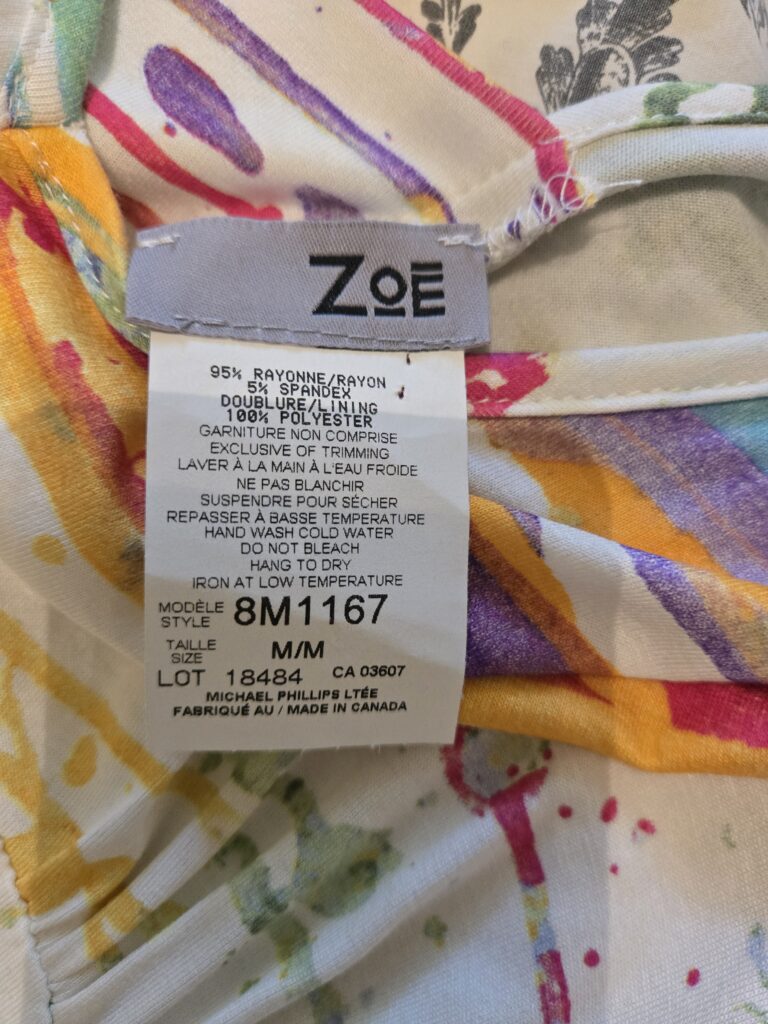 ZOË
95% RAYONNE/RAYON
5% SPANDEX
DOUBLURE/LINING
100% POLYESTER
GARNITURE NON COMPRISE
EXCLUSIVE OF TRIMMING
LAVER À LA MAIN À L'EAU FROIDE
NE PAS BLANCHIR
SUSPENDRE POUR SÉCHER
REPASSER À BASSE TEMPERATURE
HAND WASH COLD WATER
DO NOT BLEACH
HANG TO DRY
IRON AT LOW TEMPERATURE
MODÈLE
STYLE 8M1167
TAILLE
SIZE M/M
LOT 18484 CA 03607
MICHAEL PHILLIPS LTÉE
FABRIQUÉ AU / MADE IN CANADA